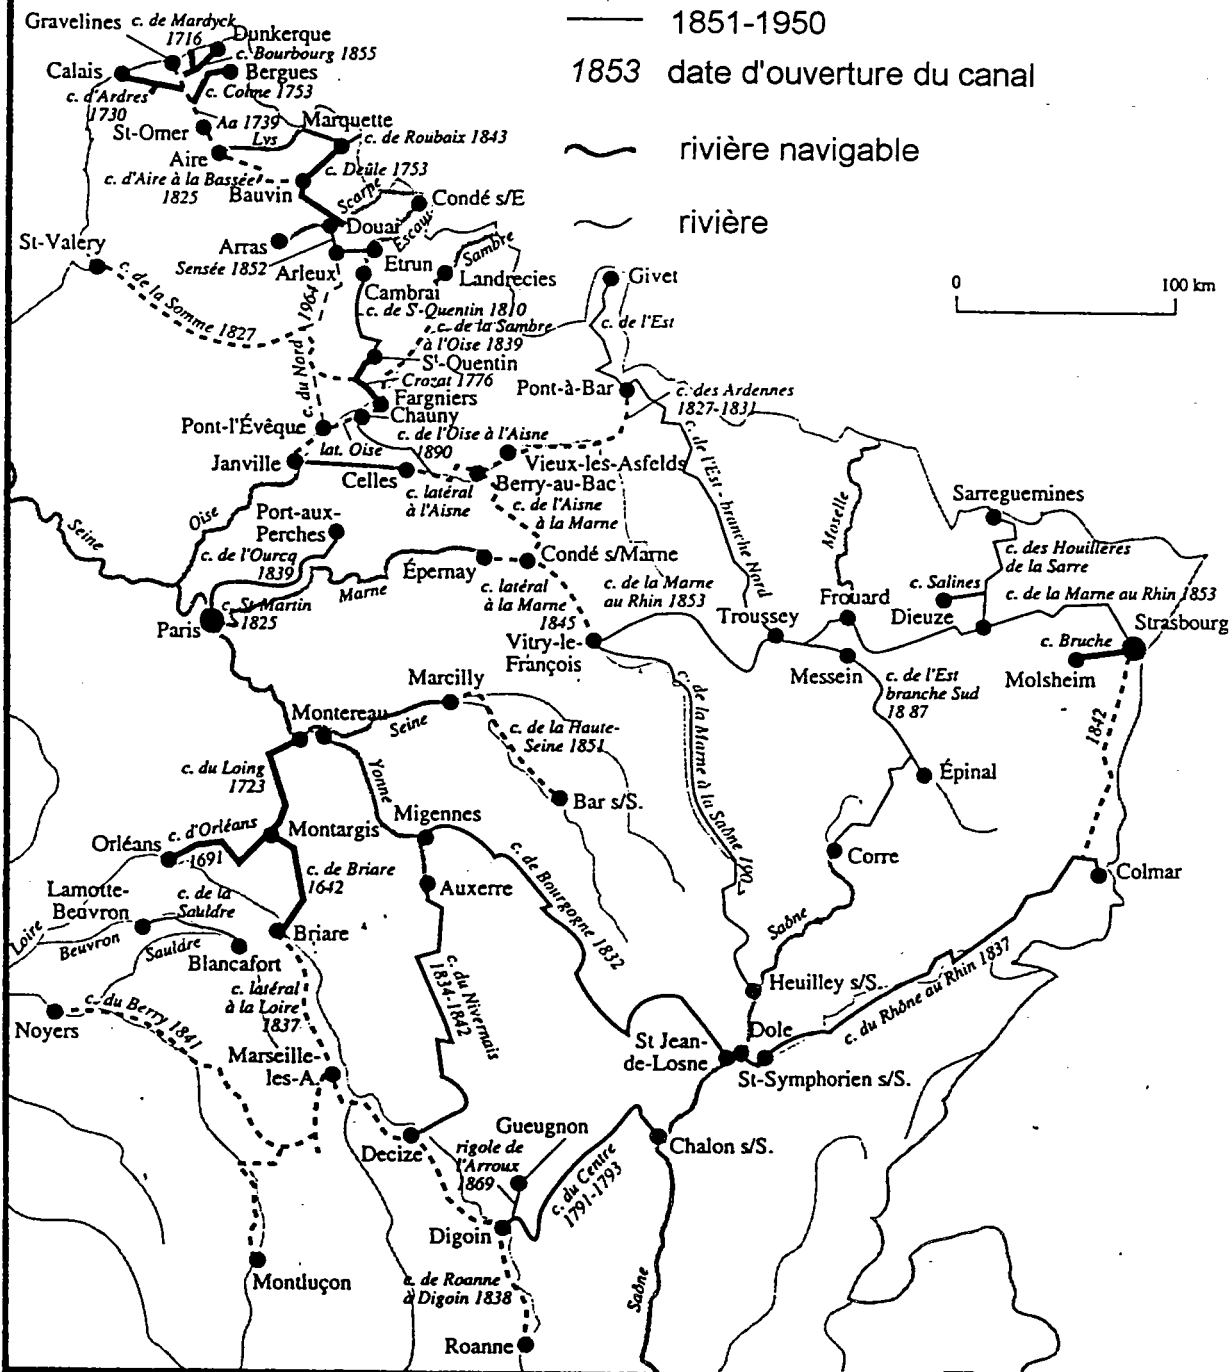 1851-1950
1853 date d'ouverture du canal
rivière navigable
rivière
0
100 km
Gravelines
c. de Mardyck
1716
Dunkerque
c. Bourbourg 1855
Calais
Bergues
c. d'Ardres
1730
c. Colme 1753
Aa 1739
St-Omer
Lys
Marquette
c. de Roubaix 1843
Aire
c. d'Aire à la Bassée
1825
c. Deûle 1753
Bauvin
Scarpe
Condé s/E
Douai
Escaut
Arras
Sensée 1852
Arleux
Etrun
Sambre
Landrecies
Cambrai
St-Valéry
c. de la Somme 1827
1964
c. du Nord
c. de St-Quentin 1810
c. de la Sambre
à l'Oise 1839
St-Quentin
Crozat 1776
Fargniers
Chauny
Pont-l'Évêque
lat. Oise
c. de l'Oise à l'Aisne
1890
Janville
Celles
c. latéral
à l'Aisne
Vieux-les-Asfelds
Berry-au-Bac
c. de l'Aisne
à la Marne
Givet
c. de l'Est
Pont-à-Bar
c. des Ardennes
1827-1831
c. de l'Est - branche Nord
Seine
Oise
Port-aux-
Perches
c. de l'Ourcq
1839
c. St Martin
1825
Paris
Marne
Épernay
Condé s/Marne
c. latéral
à la Marne
1845
Vitry-le-
François
c. de la Marne
au Rhin 1853
Troussey
Moselle
Frouard
Messein
Sarreguemines
c. des Houillères
de la Sarre
c. Salines
Dieuze
c. de la Marne au Rhin 1853
Strasbourg
c. Bruche
Molsheim
1842
Colmar
c. de l'Est
branche Sud
1887
Épinal
Corre
Marcilly
Seine
Montereau
c. de la Haute-
Seine 1851
Bar s/S.
c. de la Marne à la Saône 1907
c. du Loing
1723
Yonne
Migennes
Orléans
c. d'Orléans
1691
Montargis
c. de Briare
1642
Auxerre
c. de Bourgogne 1832
Lamotte-
Beuvron
c. de la
Sauldre
Loire
Beuvron
Sauldre
Blancafort
Briare
c. latéral
à la Loire
1837
c. du Nivernais
1834-1842
Saône
Heuilley s/S.
c. du Rhône au Rhin 1837
Noyers
c. du Berry 1841
Marseille-
les-A.
St Jean-
de-Losne
Dole
St-Symphorien s/S.
Decize
Gueugnon
rigole de
l'Arroux
1869
c. du Centre
1791-1793
Chalon s/S.
Digoin
Montluçon
c. de Roanne
à Digoin 1838
Saône
Roanne